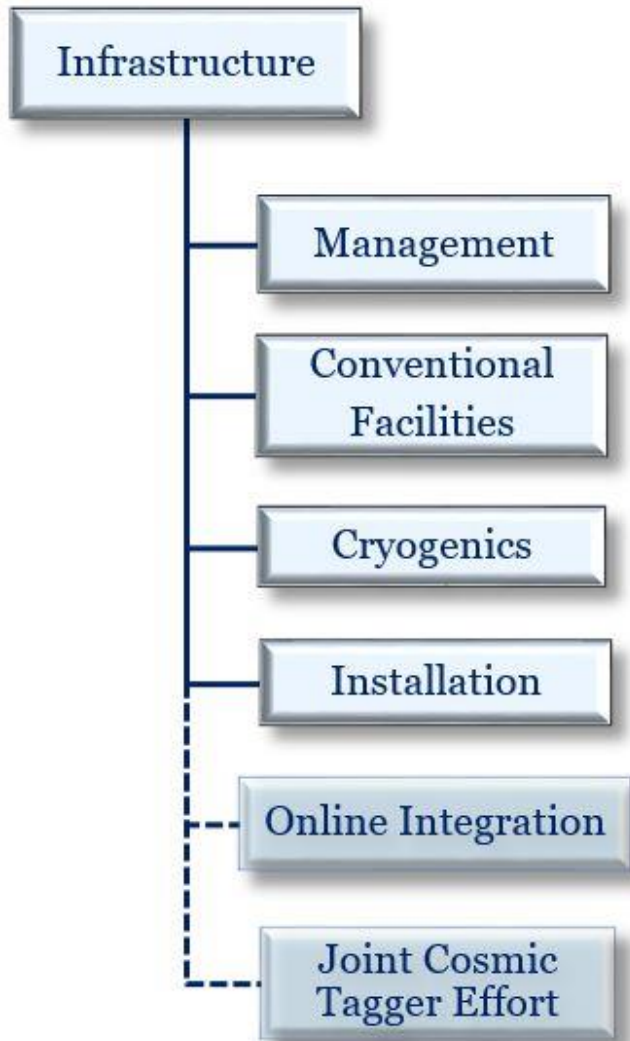 Infrastructure
Management
Conventional
Facilities
Cryogenics
Installation
Online Integration
Joint Cosmic
Tagger Effort